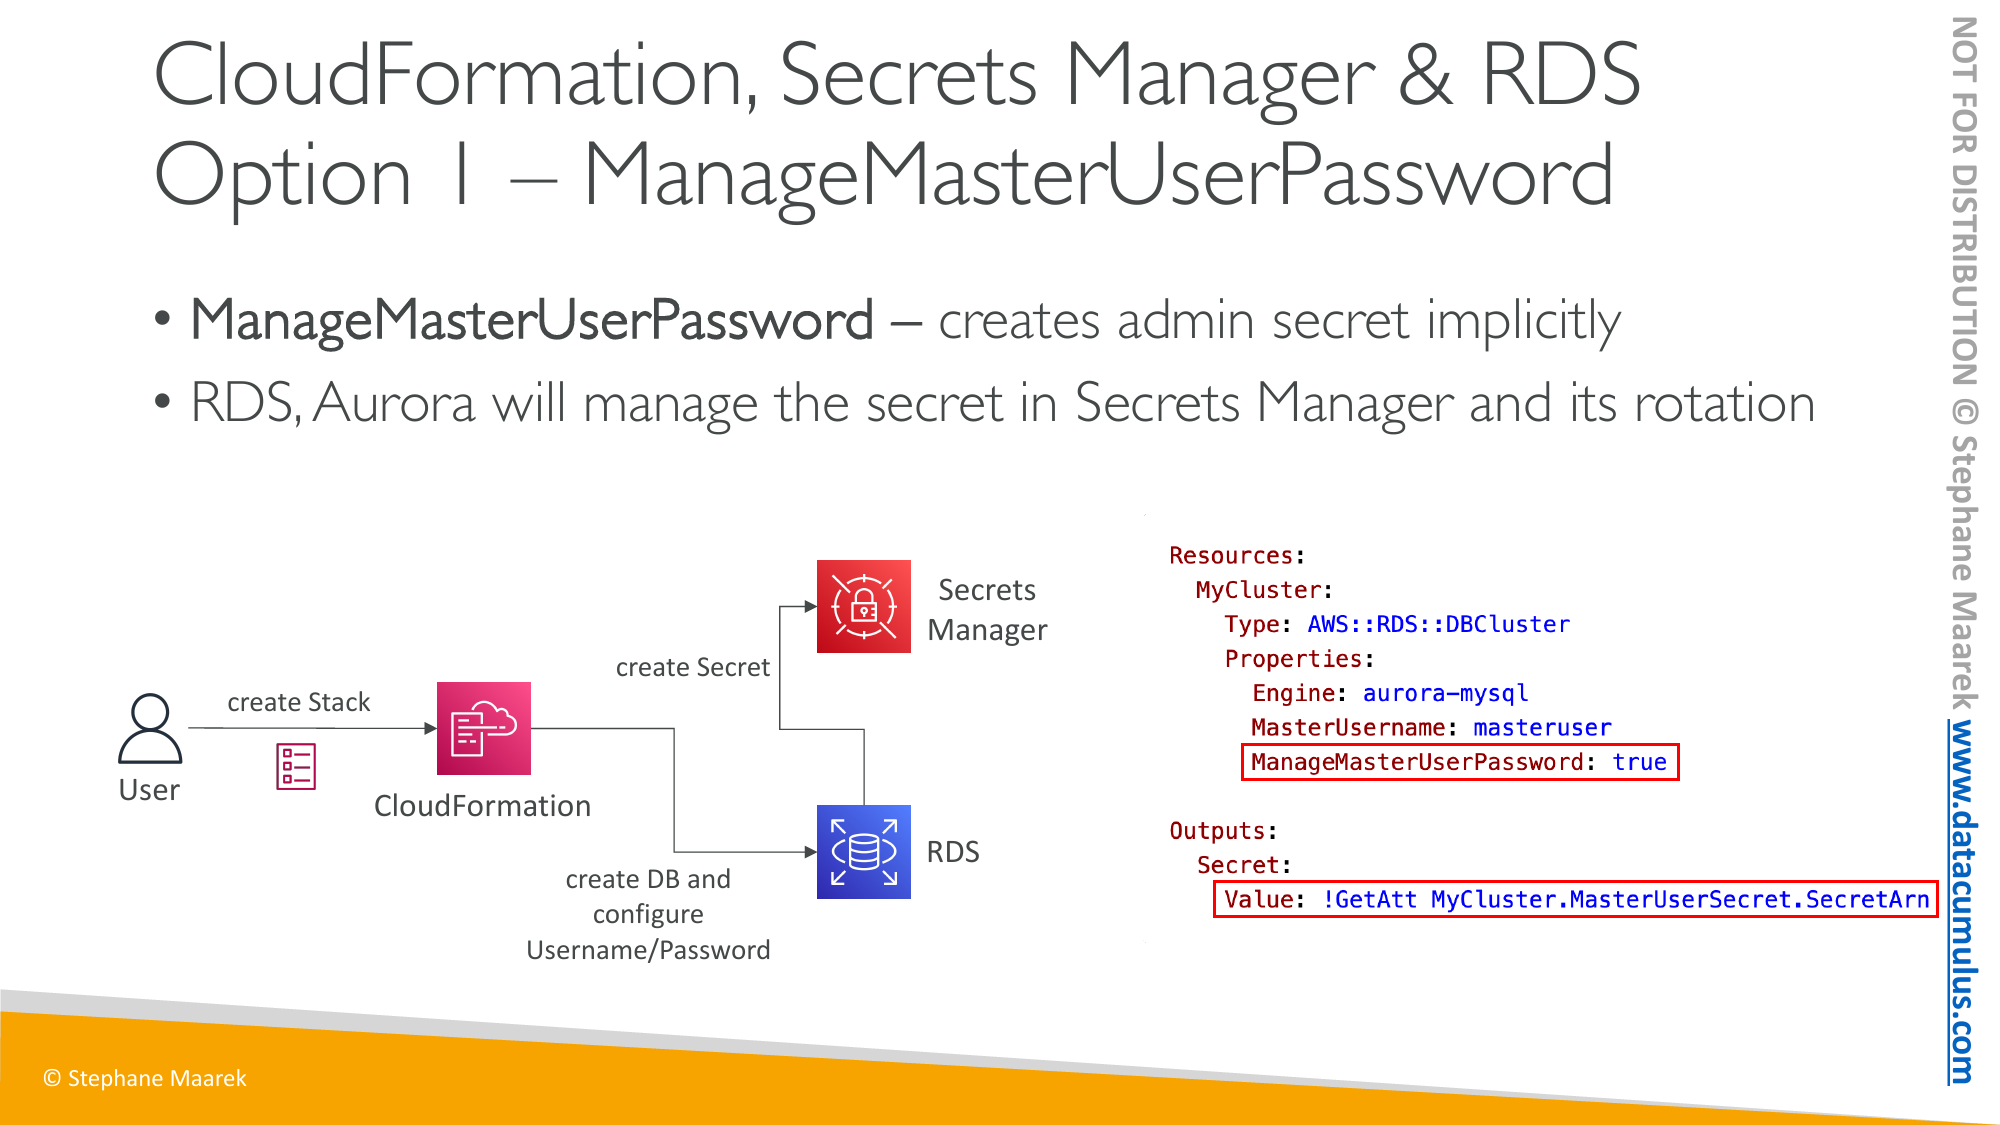 CloudFormation, Secrets Manager & RDS
Option 1 – ManageMasterUserPassword
• ManageMasterUserPassword – creates admin secret implicitly
• RDS, Aurora will manage the secret in Secrets Manager and its rotation
User
create Stack
CloudFormation
create Secret
Secrets
Manager
create DB and
configure
Username/Password
RDS
Resources:
  MyCluster:
    Type: AWS::RDS::DBCluster
    Properties:
      Engine: aurora-mysql
      MasterUsername: masteruser
      ManageMasterUserPassword: true
Outputs:
  Secret:
    Value: !GetAtt MyCluster.MasterUserSecret.SecretArn
© Stephane Maarek
NOT FOR DISTRIBUTION © Stephane Maarek www.datacumulus.com